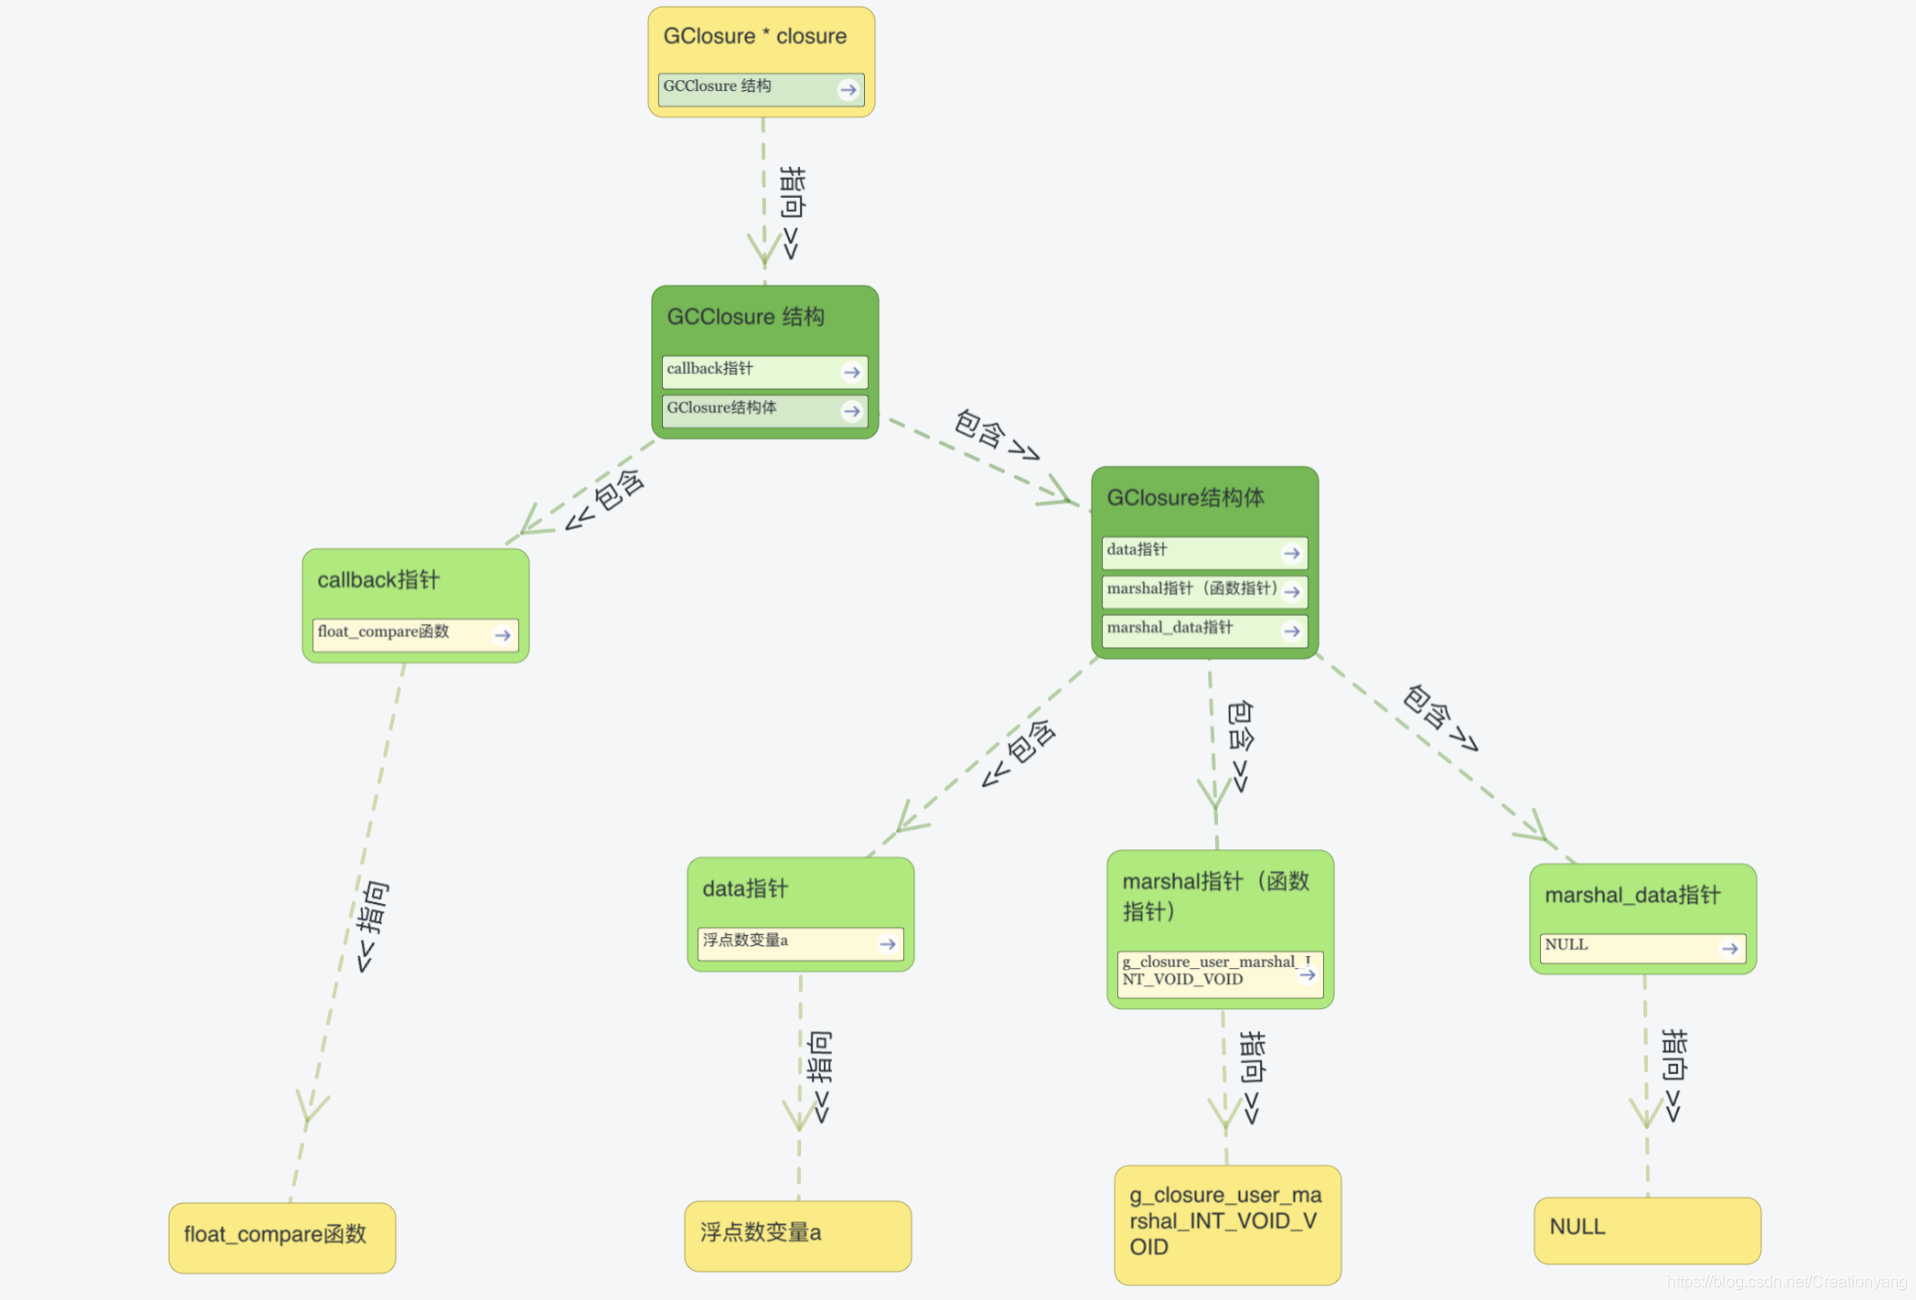 GClosure * closure
GCClosure 结构
指向 >>
GCClosure 结构
callback指针
GClosure结构体
包含 >>
<< 包含
GClosure结构体
data指针
marshal指针（函数指针）
marshal_data指针
callback指针
float_compare函数
<< 包含
包含 >>
包含 >>
data指针
浮点数变量a
marshal指针（函数
指针）
g_closure_user_marshal_I
NT_VOID_VOID
marshal_data指针
NULL
<< 指向
<< 指向
指向 >>
指向 >>
float_compare函数
浮点数变量a
g_closure_user_ma
rshal_INT_VOID_V
OID
NULL
https://blog.csdn.net/Creationyang